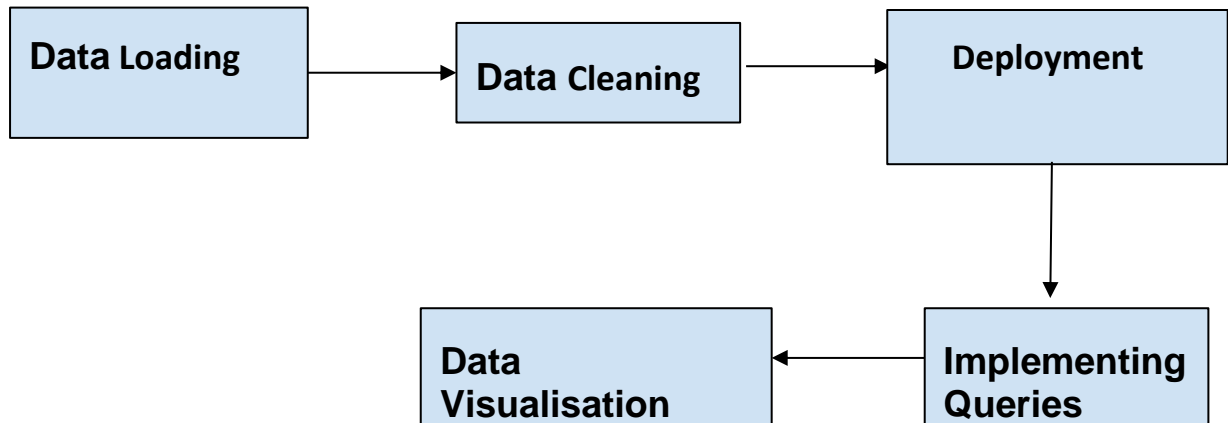 Data Loading
Data Cleaning
Deployment
Data
Visualisation
Implementing
Queries